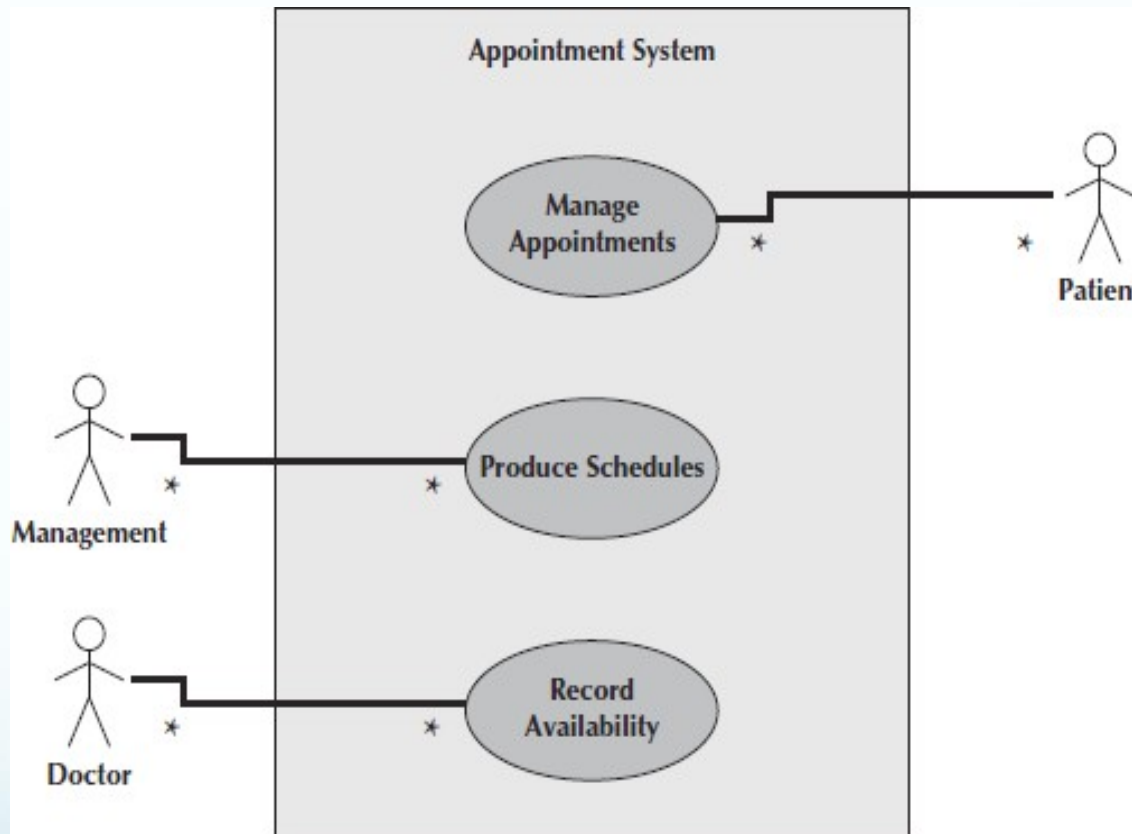 Appointment System
Manage
Appointments
*
*
Patien
Produce Schedules
*
*
Management
Record
Availability
*
*
Doctor